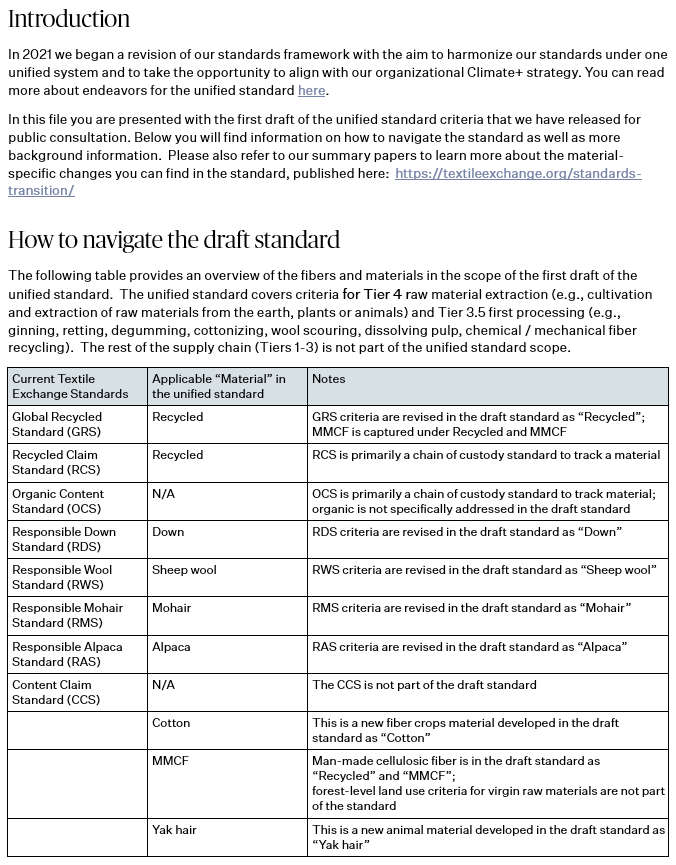 Introduction
In 2021 we began a revision of our standards framework with the aim to harmonize our standards under one
unified system and to take the opportunity to align with our organizational Climate+ strategy. You can read
more about endeavors for the unified standard here.
In this file you are presented with the first draft of the unified standard criteria that we have released for
public consultation. Below you will find information on how to navigate the standard as well as more
background information.  Please also refer to our summary papers to learn more about the material-
specific changes you can find in the standard, published here:  https://textileexchange.org/standards-
transition/
How to navigate the draft standard
The following table provides an overview of the fibers and materials in the scope of the first draft of the
unified standard.  The unified standard covers criteria for Tier 4 raw material extraction (e.g., cultivation
and extraction of raw materials from the earth, plants or animals) and Tier 3.5 first processing (e.g.,
ginning, retting, degumming, cottonizing, wool scouring, dissolving pulp, chemical / mechanical fiber
recycling).  The rest of the supply chain (Tiers 1-3) is not part of the unified standard scope.
Current Textile
Exchange Standards
Applicable “Material” in
the unified standard
Notes
Global Recycled
Standard (GRS)
Recycled
GRS criteria are revised in the draft standard as “Recycled”;
MMCF is captured under Recycled and MMCF
Recycled Claim
Standard (RCS)
Recycled
RCS is primarily a chain of custody standard to track a material
Organic Content
Standard (OCS)
N/A
OCS is primarily a chain of custody standard to track material;
organic is not specifically addressed in the draft standard
Responsible Down
Standard (RDS)
Down
RDS criteria are revised in the draft standard as “Down”
Responsible Wool
Standard (RWS)
Sheep wool
RWS criteria are revised in the draft standard as “Sheep wool”
Responsible Mohair
Standard (RMS)
Mohair
RMS criteria are revised in the draft standard as “Mohair”
Responsible Alpaca
Standard (RAS)
Alpaca
RAS criteria are revised in the draft standard as “Alpaca”
Content Claim
Standard (CCS)
N/A
The CCS is not part of the draft standard
Cotton
This is a new fiber crops material developed in the draft
standard as “Cotton”
MMCF
Man-made cellulosic fiber is in the draft standard as
“Recycled” and “MMCF”;
forest-level land use criteria for virgin raw materials are not part
of the standard
Yak hair
This is a new animal material developed in the draft standard as
“Yak hair”